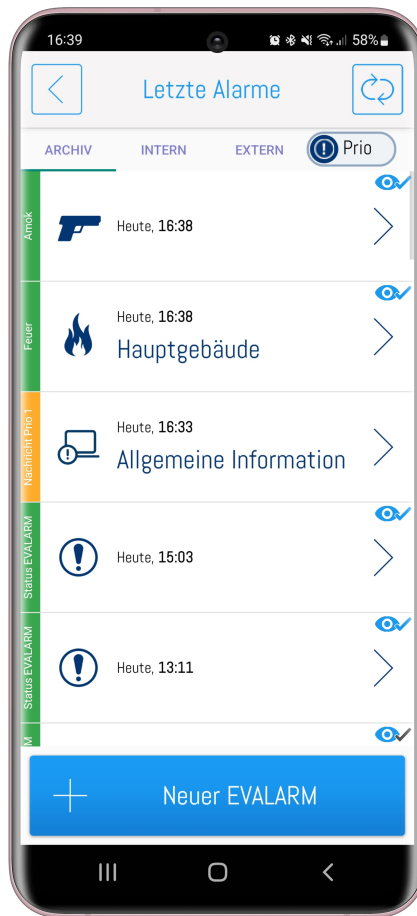 16:39
58%
Letzte Alarme
ARCHIV
INTERN
EXTERN
Prio
Amok
Heute, 16:38
Feuer
Heute, 16:38
Hauptgebäude
Nachricht Prio 1
Heute, 16:33
Allgemeine Information
Status EVALARM
Heute, 15:03
Status EVALARM
Heute, 13:11
M
Neuer EVALARM